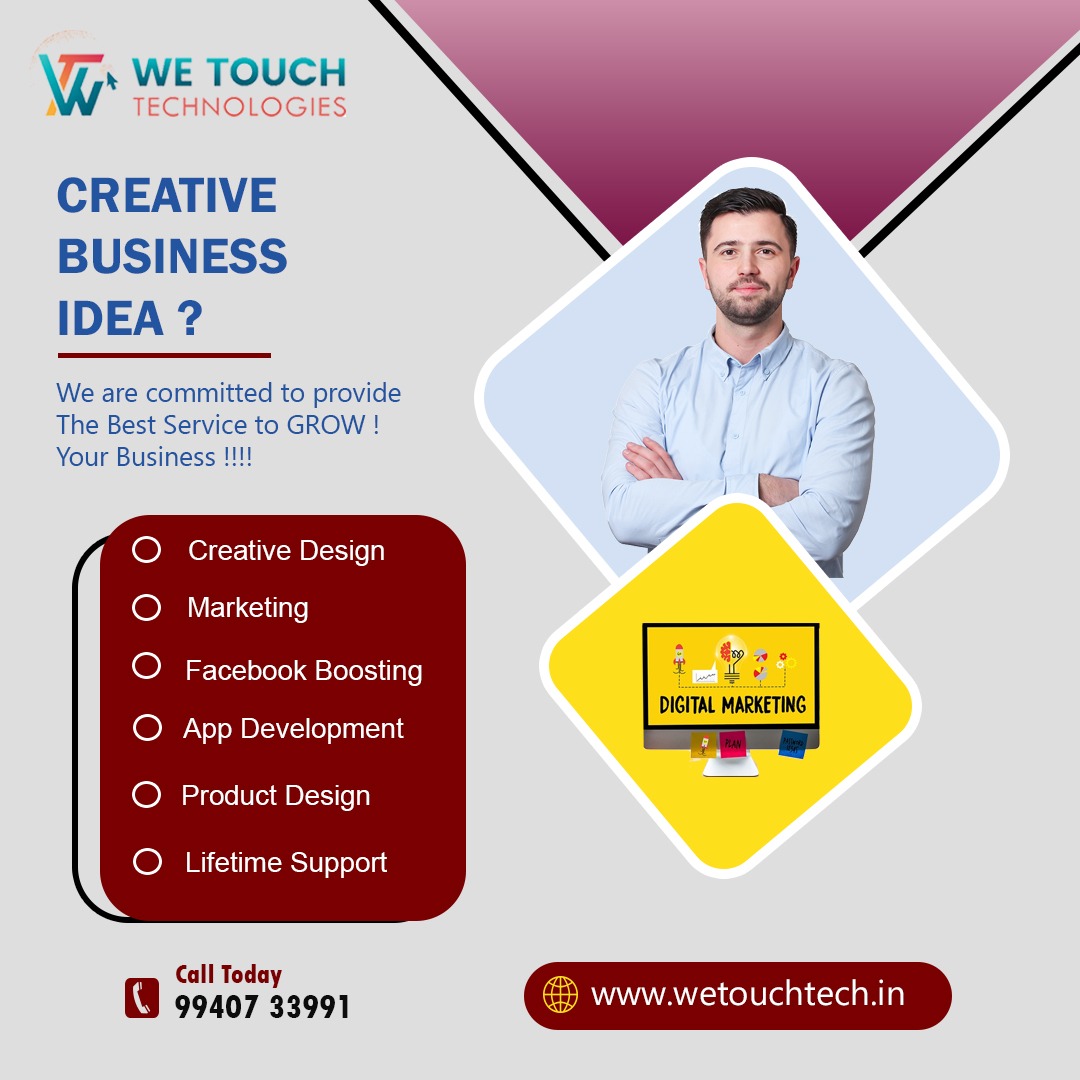 WE TOUCH
TECHNOLOGIES
CREATIVE
BUSINESS
IDEA ?
We are committed to provide
The Best Service to GROW !
Your Business !!!!
Creative Design
Marketing
Facebook Boosting
App Development
Product Design
Lifetime Support
DIGITAL MARKETING
PLAN
Call Today
99407 33991
www.wetouchtech.in